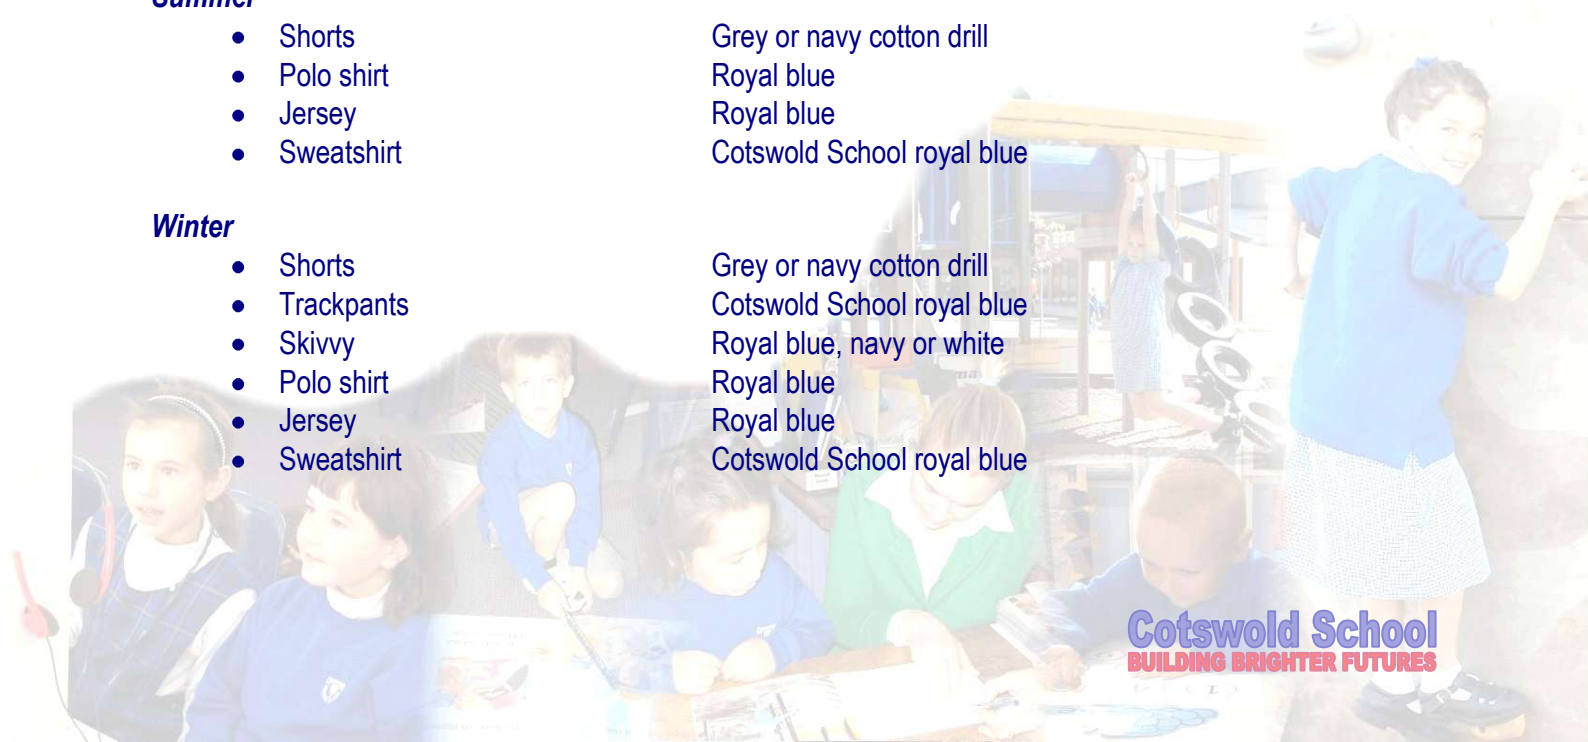 Summer
• Shorts Grey or navy cotton drill
• Polo shirt Royal blue
• Jersey Royal blue
• Sweatshirt Cotswold School royal blue
Winter
• Shorts Grey or navy cotton drill
• Trackpants Cotswold School royal blue
• Skivvy Royal blue, navy or white
• Polo shirt Royal blue
• Jersey Royal blue
• Sweatshirt Cotswold School royal blue
Cotswold School
BUILDING BRIGHTER FUTURES